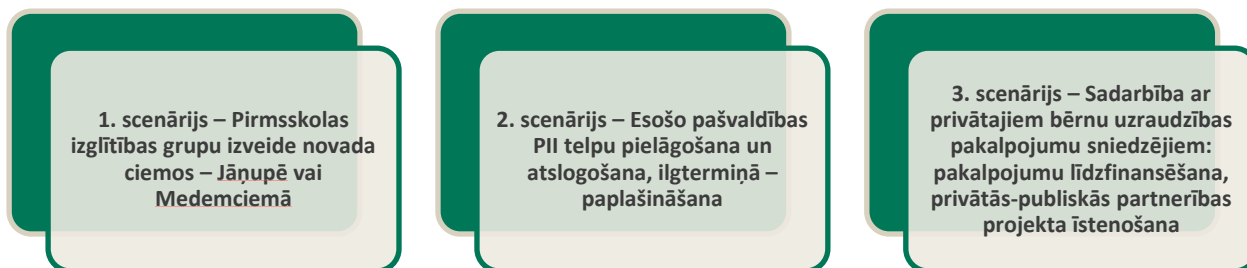 1. scenārijs – Pirmsskolas
izglītības grupu izveide novada
ciemos – Jāņupē vai
Medemciemā
2. scenārijs – Esošo pašvaldības
PII telpu pielāgošana un
atslogošana, ilgtermiņā –
paplašināšana
3. scenārijs – Sadarbība ar
privātajiem bērnu uzraudzības
pakalpojumu sniedzējiem:
pakalpojumu līdzfinansēšana,
privātās-publiskās partnerības
projekta īstenošana